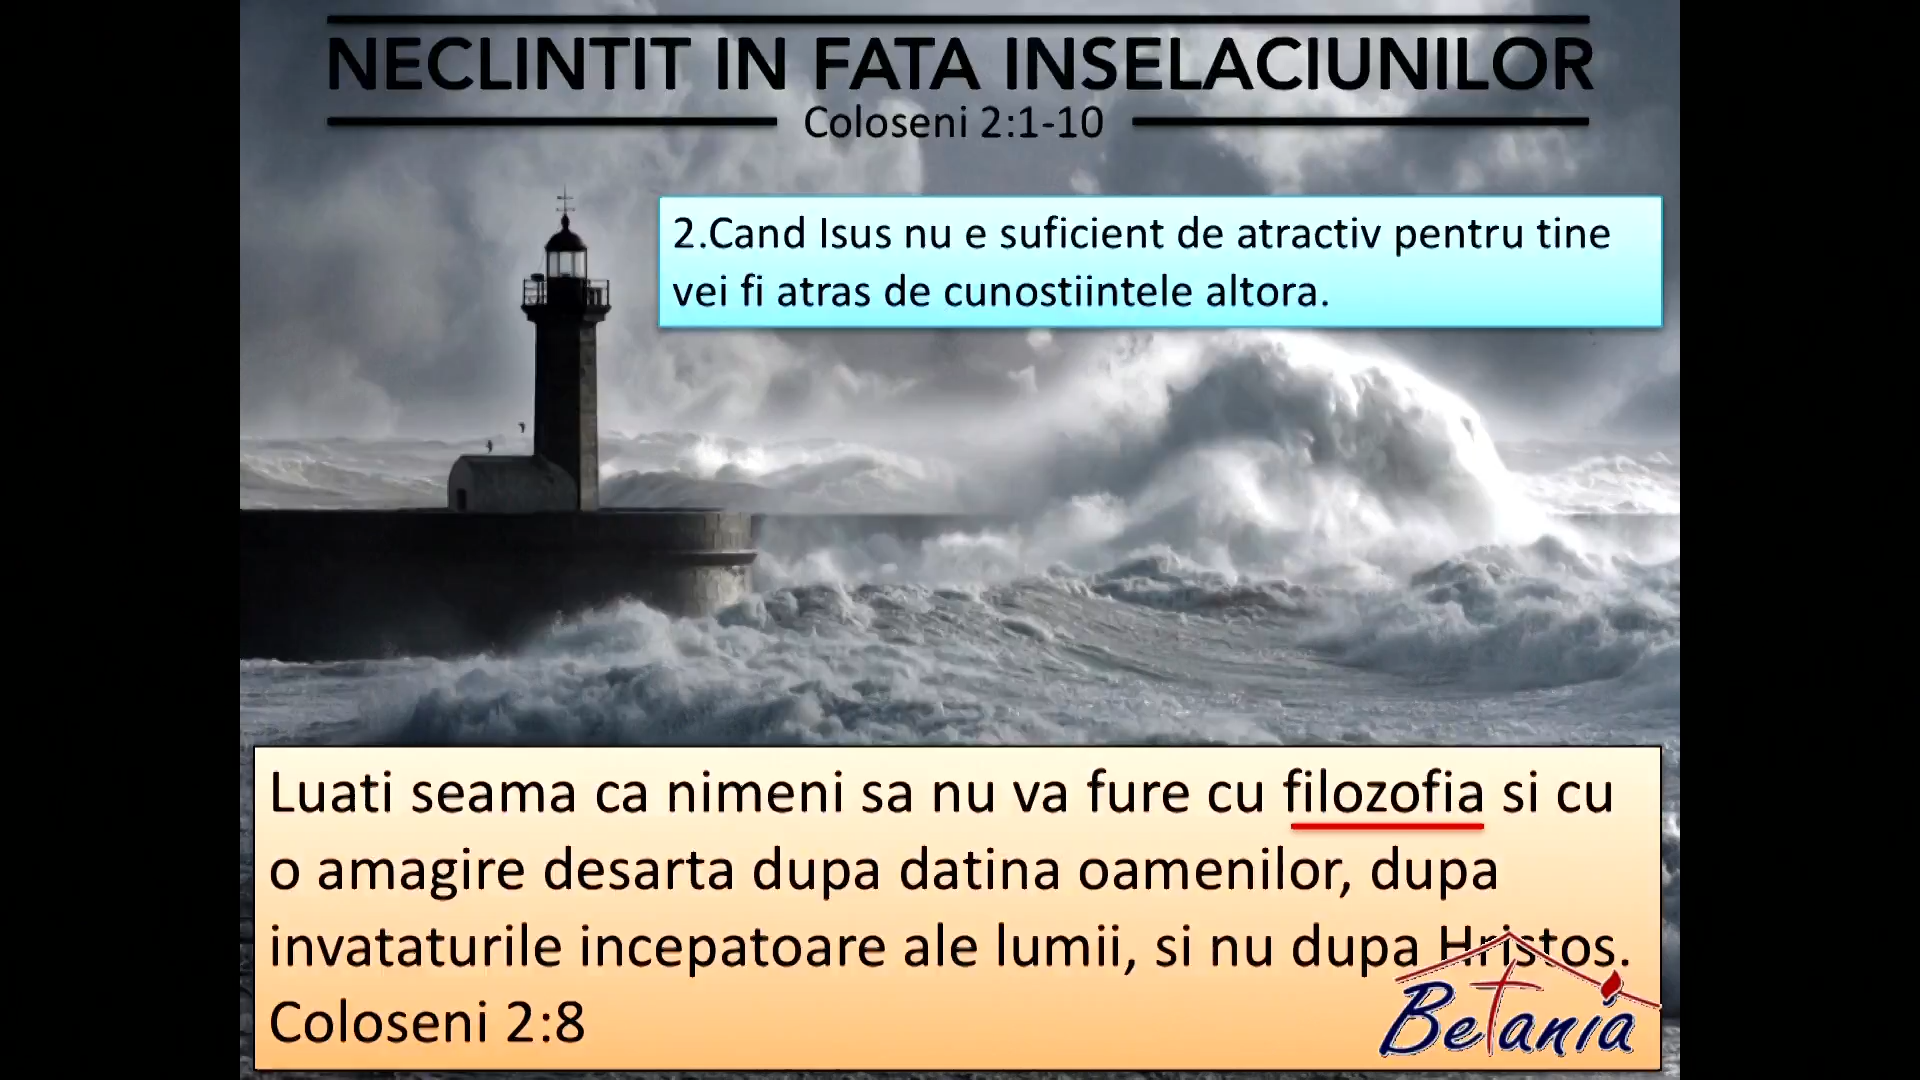 NECLINTIT IN FATA INSELACIUNILOR
Coloseni 2:1-10
2.Cand Isus nu e suficient de atractiv pentru tine
vei fi atras de cunostiintele altora.
Luati seama ca nimeni sa nu va fure cu filozofia si cu
o amagire desarta dupa datina oamenilor, dupa
invataturile incepatoare ale lumii, si nu dupa Hristos.
Coloseni 2:8
Betania